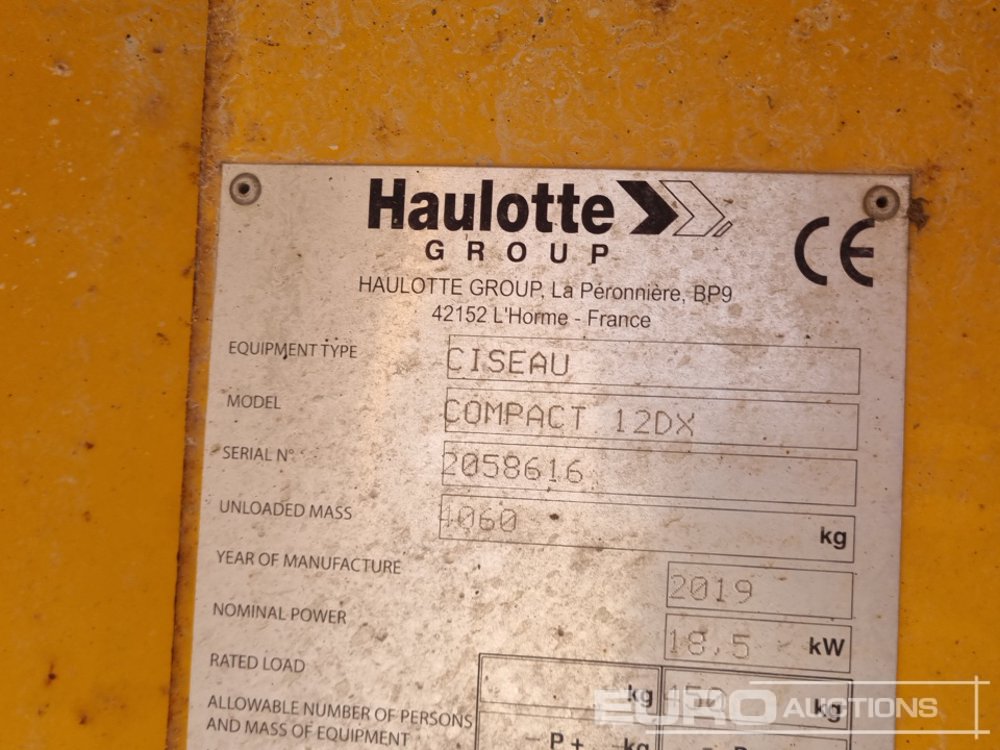 Haulotte
GROUP
CE
HAULOTTE GROUP, La Péronnière, BP9
42152 L'Horme - France
EQUIPMENT TYPE CISEAU
MODEL COMPACT 12DX
SERIAL N° 2058616
UNLOADED MASS 4060 kg
YEAR OF MANUFACTURE 2019
NOMINAL POWER 18,5 kW
RATED LOAD kg 450 kg
ALLOWABLE NUMBER OF PERSONS
AND MASS OF EQUIPMENT P + kg
EURO AUCTIONS